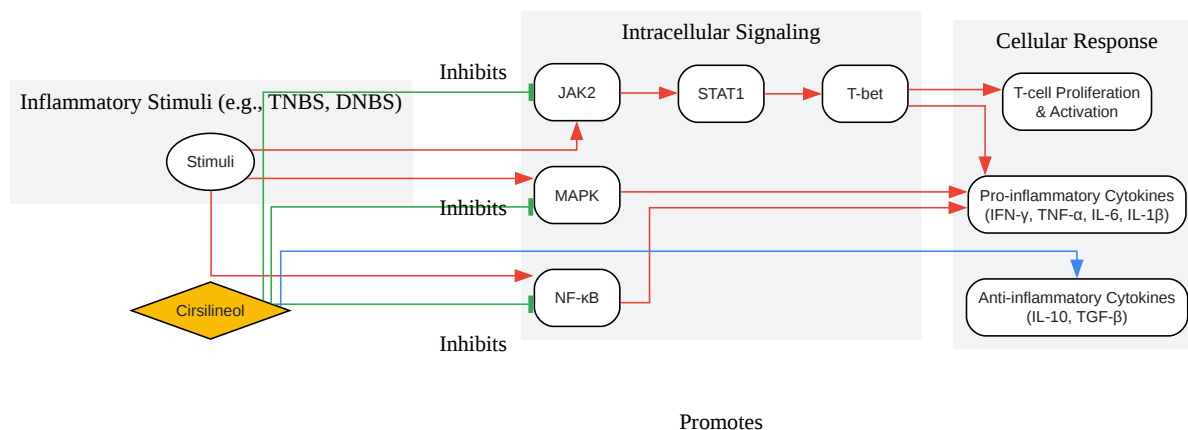 Intracellular Signaling
Cellular Response
Inhibits
Inflammatory Stimuli (e.g., TNBS, DNBS)
JAK2
STAT1
T-bet
T-cell Proliferation
& Activation
Stimuli
MAPK
Inhibits
Pro-inflammatory Cytokines
(IFN-γ, TNF-α, IL-6, IL-1β)
NF-κB
Cirsilineol
Anti-inflammatory Cytokines
(IL-10, TGF-β)
Inhibits
Promotes